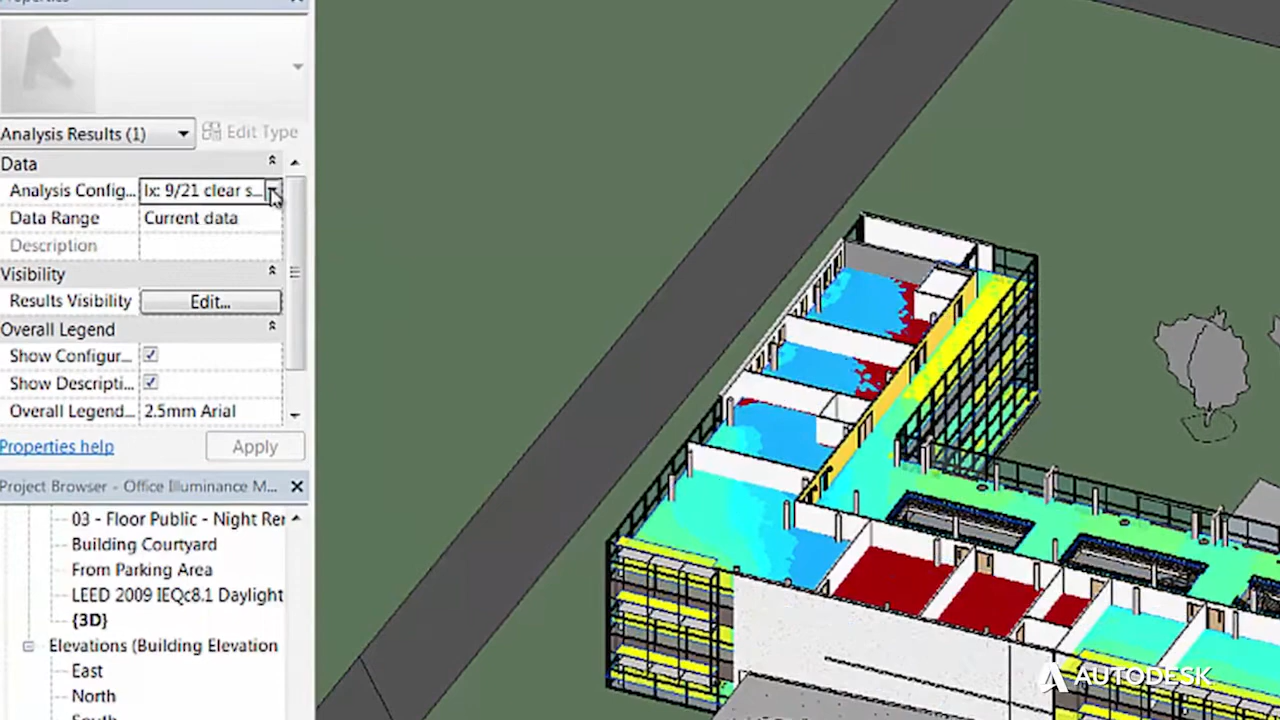 Properties
Analysis Results (1)
Edit Type
Data
Analysis Config... lx: 9/21 clear s...
Data Range Current data
Description
Visibility
Results Visibility Edit...
Overall Legend
Show Configur...
Show Descripti...
Overall Legend... 2.5mm Arial
Properties help Apply
Project Browser - Office Illuminance M...
03 - Floor Public - Night Rer
Building Courtyard
From Parking Area
LEED 2009 IEQc8.1 Daylight
{3D}
Elevations (Building Elevation
East
North
South
AUTODESK